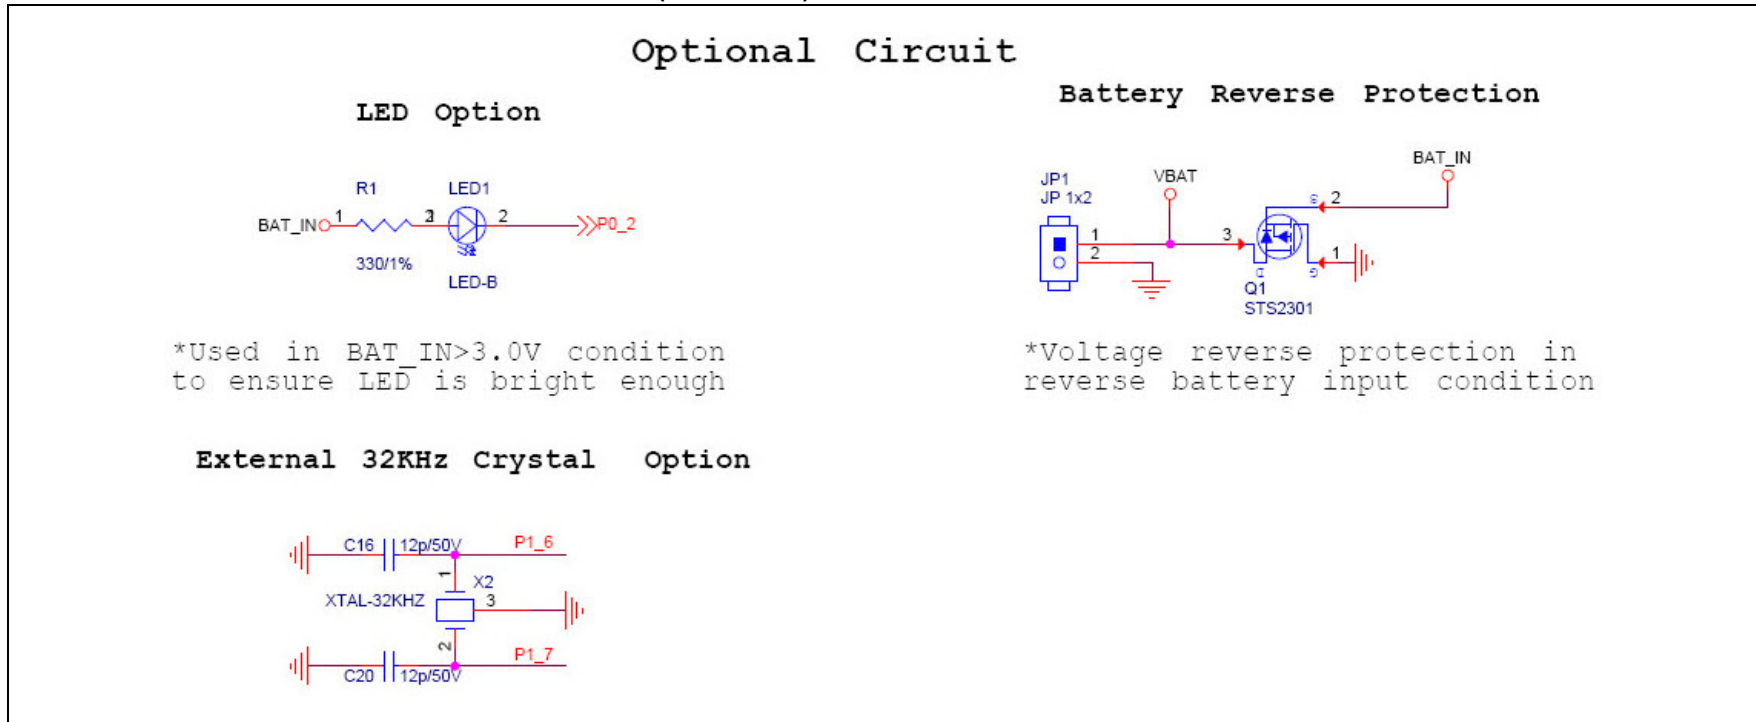 Optional Circuit
LED Option
Battery Reverse Protection
R1
LED1
BAT_IN
1
2
P0_2
330/1%
LED-B
JP1
JP 1x2
VBAT
BAT_IN
1
2
3
2
1
S
D
G
Q1
STS2301
*Used in BAT_IN>3.0V condition
to ensure LED is bright enough
*Voltage reverse protection in
reverse battery input condition
External 32KHz Crystal Option
C16 12p/50V
P1_6
1
X2
XTAL-32KHZ
3
2
P1_7
C20 12p/50V